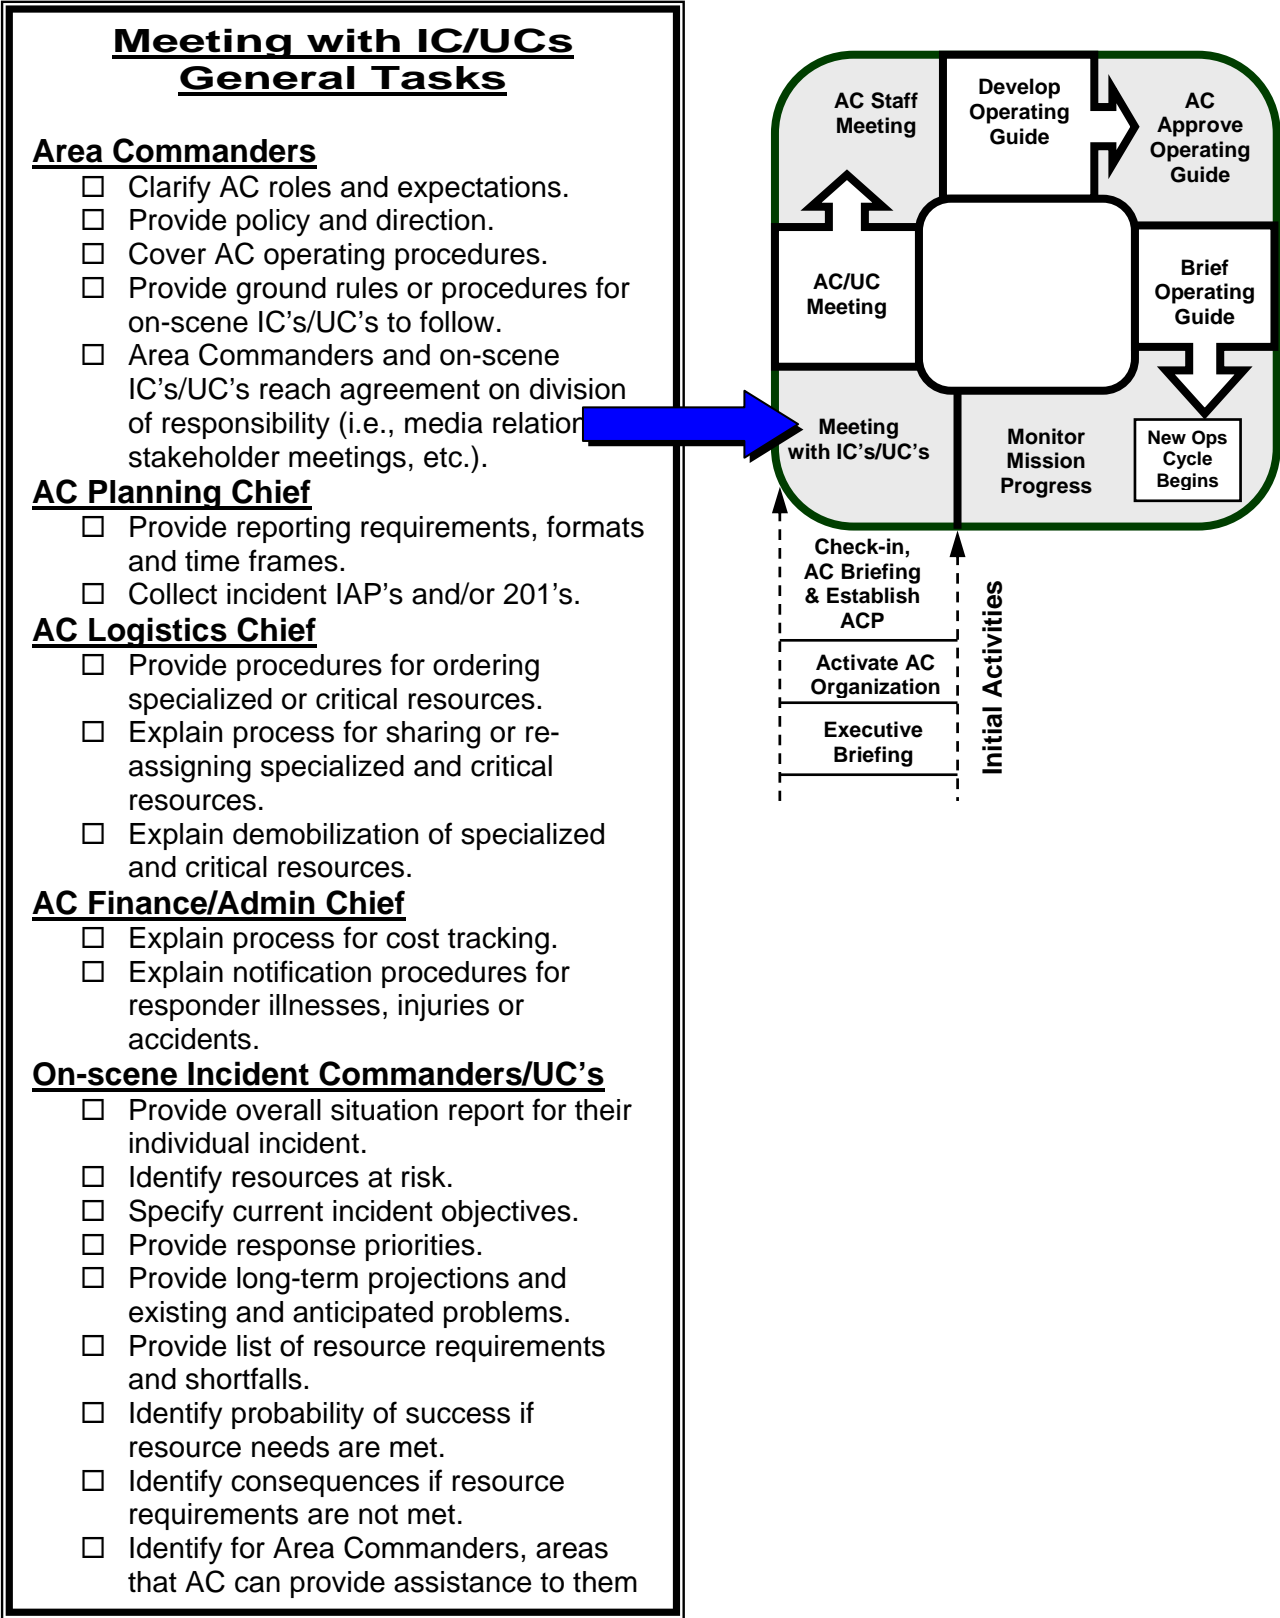 Meeting with IC/UCs
General Tasks
Area Commanders
☐ Clarify AC roles and expectations.
☐ Provide policy and direction.
☐ Cover AC operating procedures.
☐ Provide ground rules or procedures for
on-scene IC's/UC's to follow.
☐ Area Commanders and on-scene
IC's/UC's reach agreement on division
of responsibility (i.e., media relation
stakeholder meetings, etc.).
AC Planning Chief
☐ Provide reporting requirements, formats
and time frames.
☐ Collect incident IAP's and/or 201's.
AC Logistics Chief
☐ Provide procedures for ordering
specialized or critical resources.
☐ Explain process for sharing or re-
assigning specialized and critical
resources.
☐ Explain demobilization of specialized
and critical resources.
AC Finance/Admin Chief
☐ Explain process for cost tracking.
☐ Explain notification procedures for
responder illnesses, injuries or
accidents.
On-scene Incident Commanders/UC's
☐ Provide overall situation report for their
individual incident.
☐ Identify resources at risk.
☐ Specify current incident objectives.
☐ Provide response priorities.
☐ Provide long-term projections and
existing and anticipated problems.
☐ Provide list of resource requirements
and shortfalls.
☐ Identify probability of success if
resource needs are met.
☐ Identify consequences if resource
requirements are not met.
☐ Identify for Area Commanders, areas
that AC can provide assistance to them
AC Staff
Meeting
Develop
Operating
Guide
AC
Approve
Operating
Guide
AC/UC
Meeting
Brief
Operating
Guide
Meeting
with IC's/UC's
Monitor
Mission
Progress
New Ops
Cycle
Begins
Check-in,
AC Briefing
& Establish
ACP
Activate AC
Organization
Executive
Briefing
Initial Activities